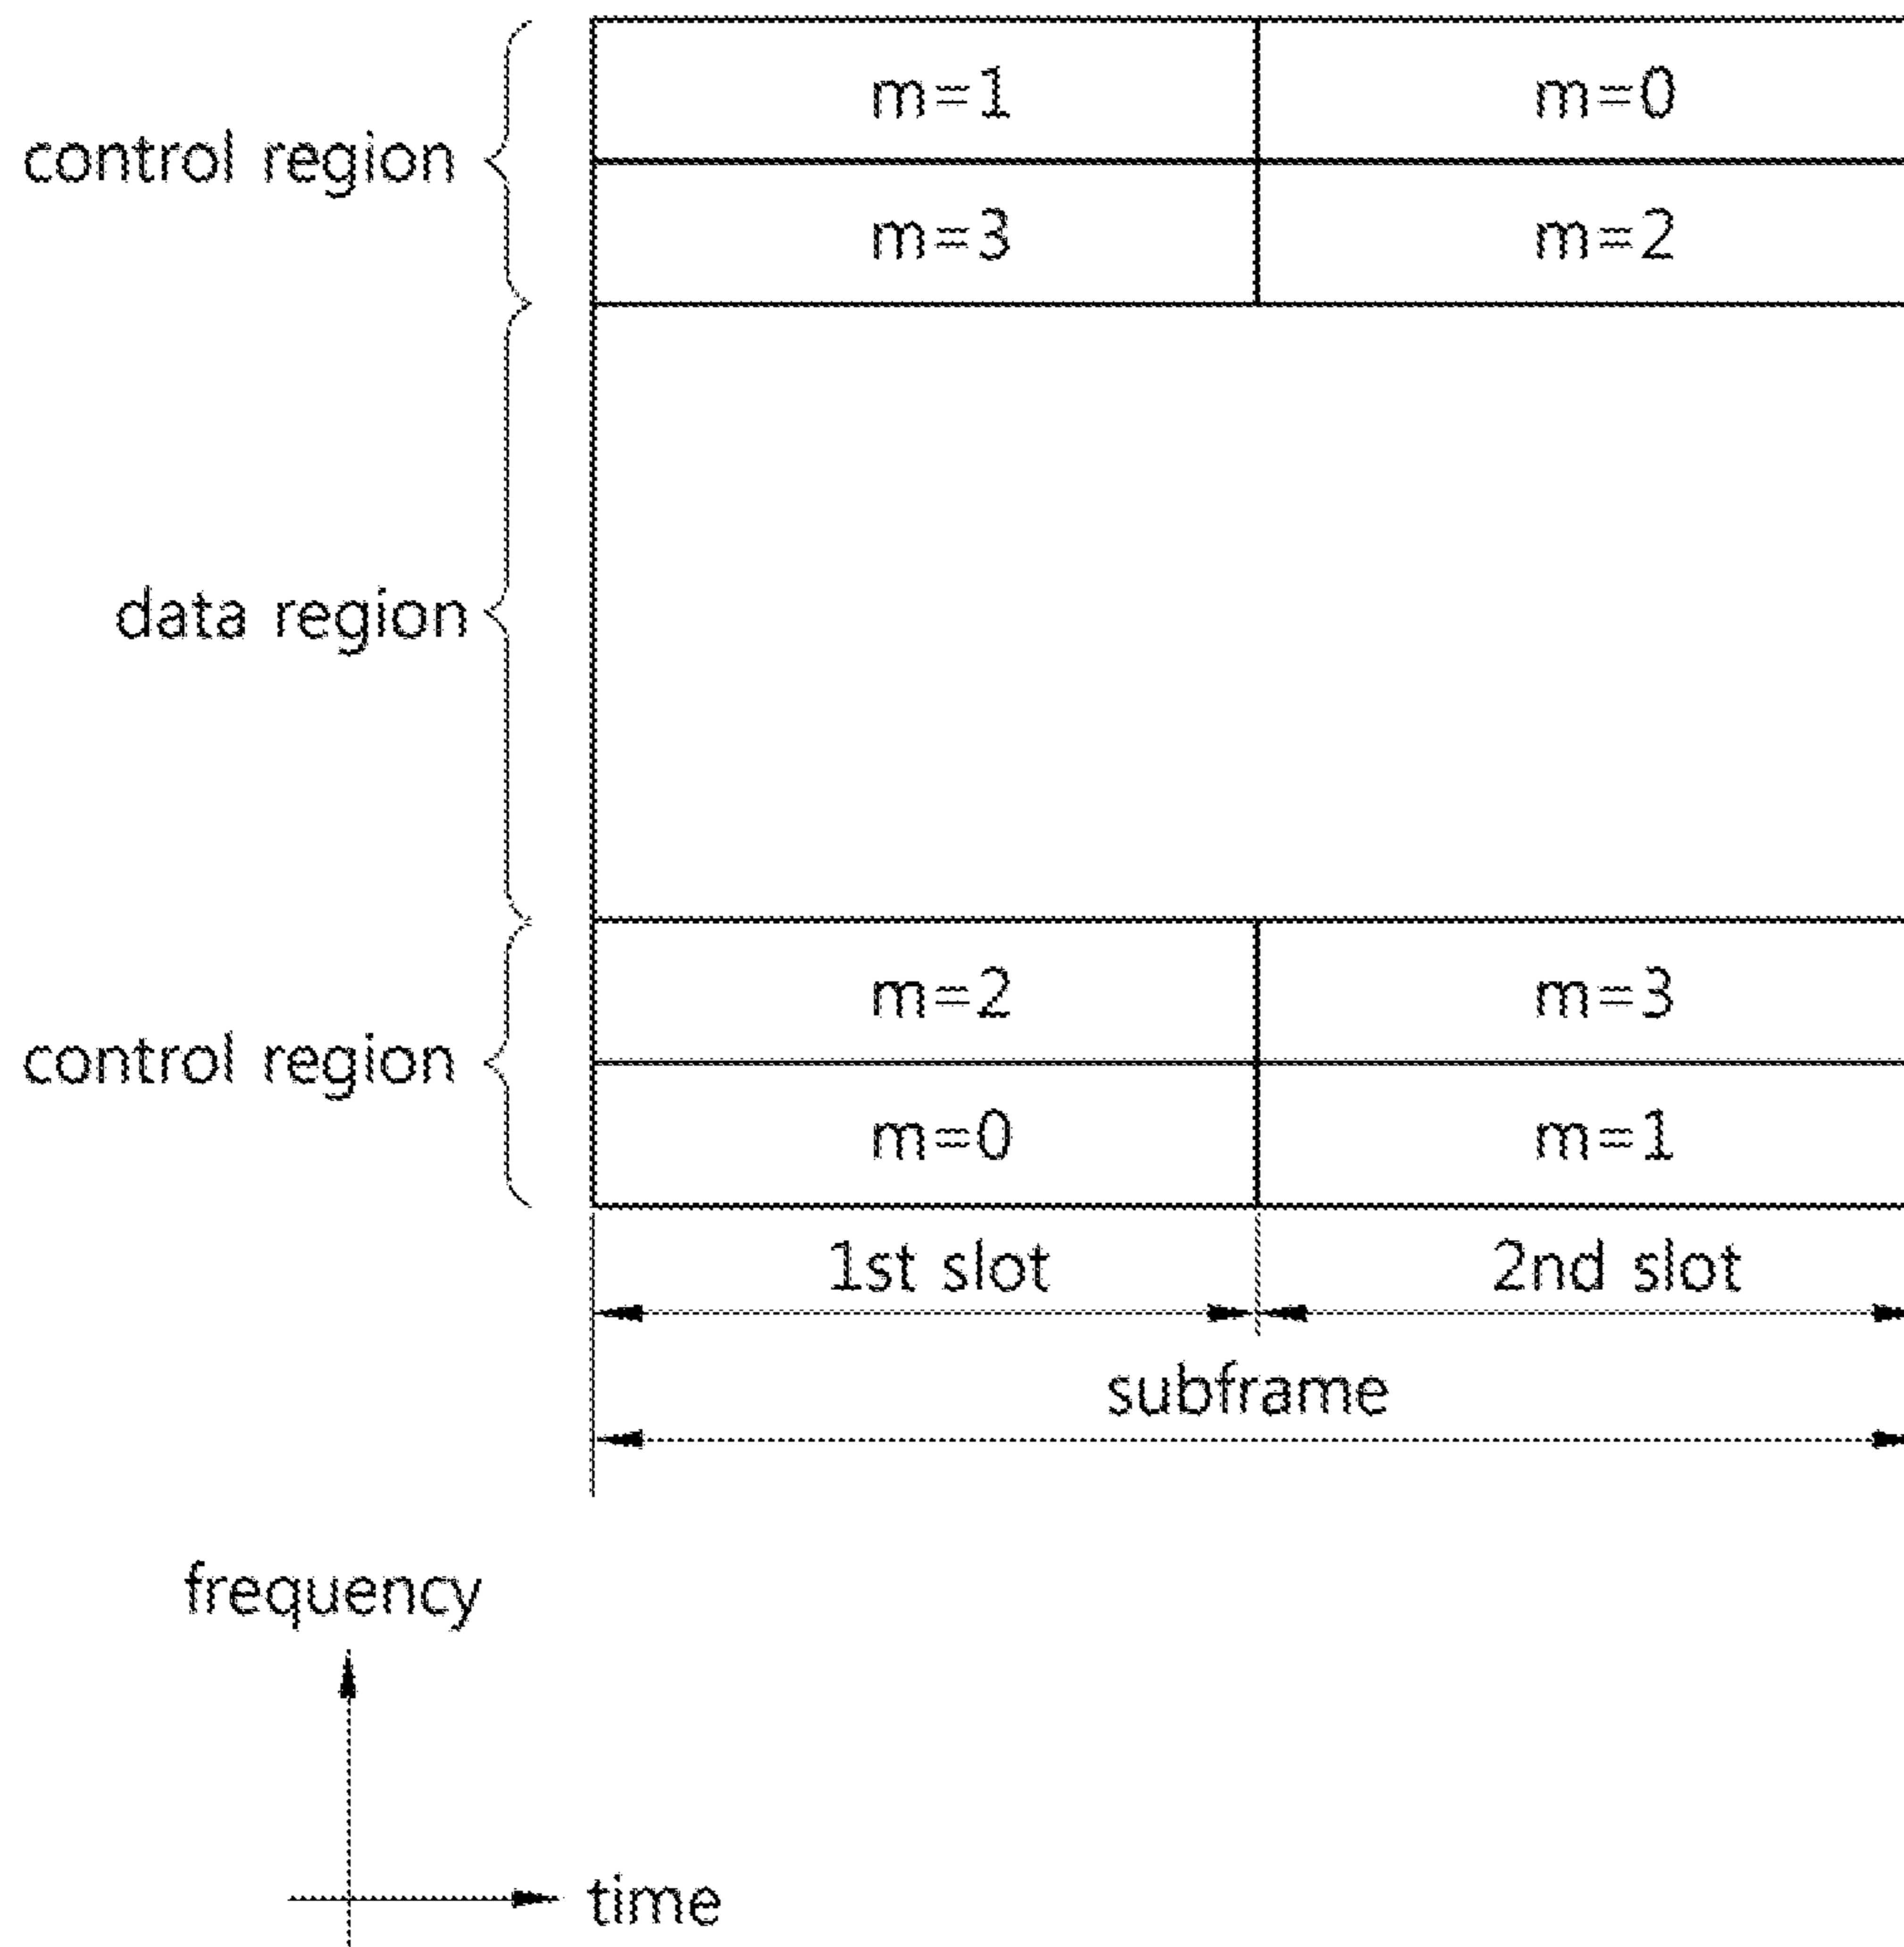 m=1 m=0
control region
m=3 m=2
data region
m=2 m=3
control region
m=0 m=1
1st slot 2nd slot
subframe
frequency
time